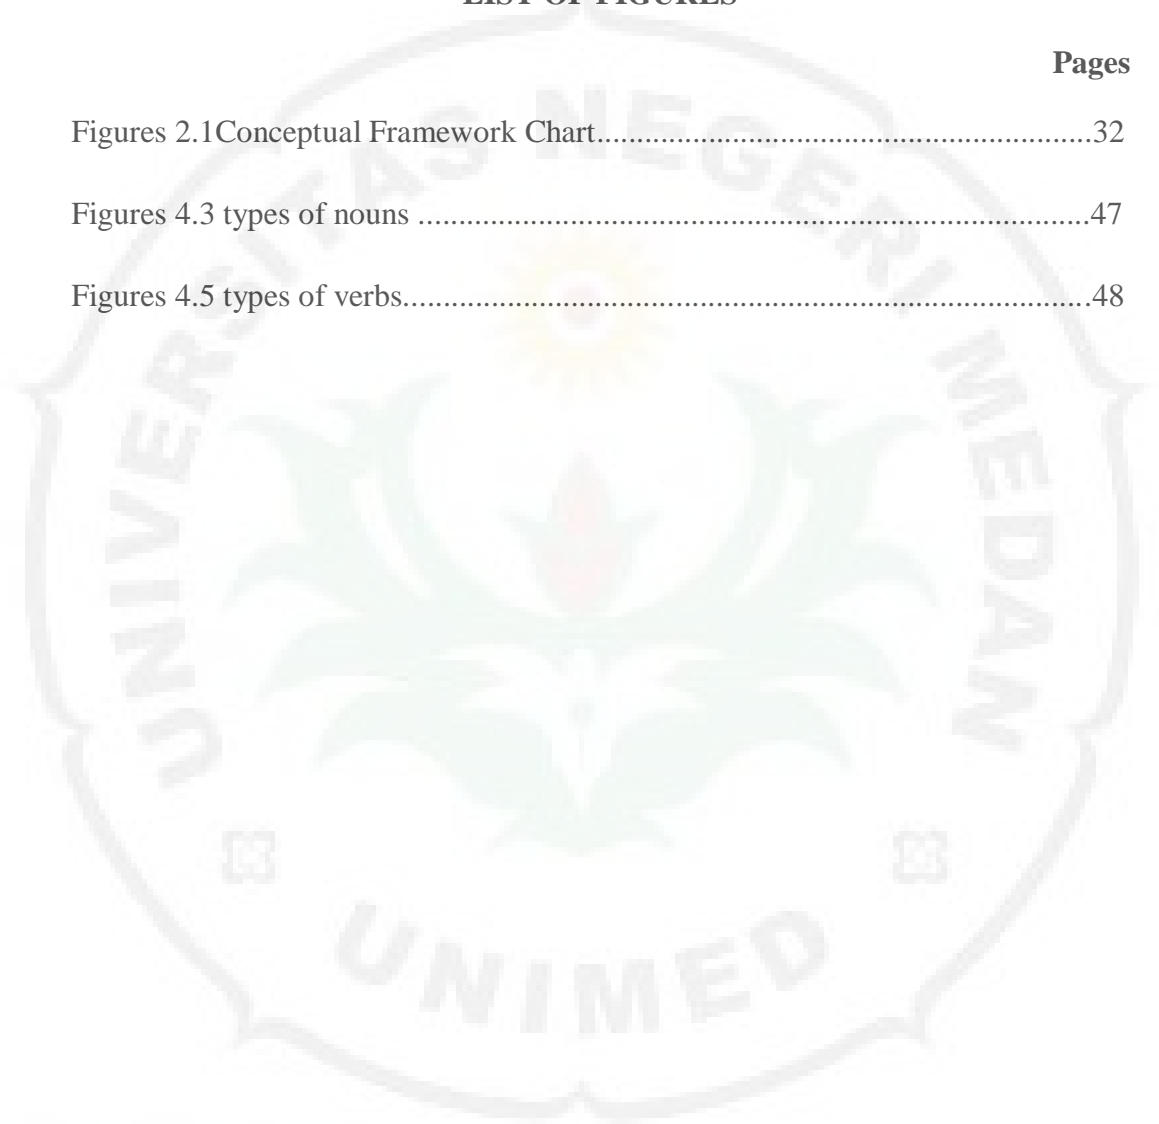 LIST OF FIGURES
Pages
Figures 2.1Conceptual Framework Chart..............................................................32
Figures 4.3 types of nouns ....................................................................................47
Figures 4.5 types of verbs......................................................................................48
UNIVERSITAS NEGERI MEDAN
UNIMED